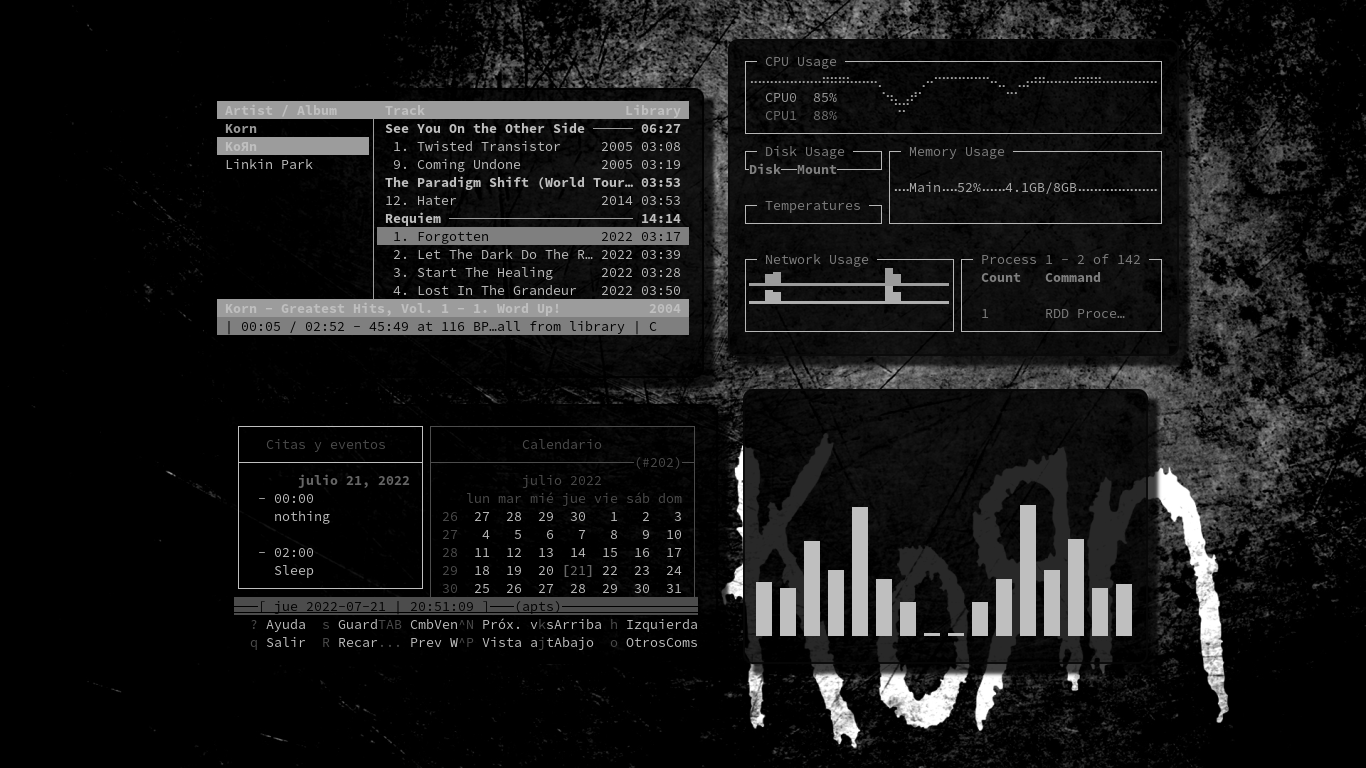 Artist / Album Track Library
Korn See You On the Other Side 06:27
KoЯn 1. Twisted Transistor 2005 03:08
Linkin Park 9. Coming Undone 2005 03:19
The Paradigm Shift (World Tour… 03:53
12. Hater 2014 03:53
Requiem 14:14
1. Forgotten 2022 03:17
2. Let The Dark Do The R… 2022 03:39
3. Start The Healing 2022 03:28
4. Lost In The Grandeur 2022 03:50
Korn - Greatest Hits, Vol. 1 - 1. Word Up! 2004
| 00:05 / 02:52 - 45:49 at 116 BP…all from library | C
CPU Usage
CPU0 85%
CPU1 88%
Disk Usage
Disk Mount
Memory Usage
Main 52% 4.1GB/8GB
Temperatures
Network Usage
Process 1 - 2 of 142
Count Command
1 RDD Proce…
Citas y eventos
julio 21, 2022
- 00:00
nothing
- 02:00
Sleep
Calendario
(#202)
julio 2022
lun mar mié jue vie sáb dom
26 27 28 29 30 1 2 3
27 4 5 6 7 8 9 10
28 11 12 13 14 15 16 17
29 18 19 20 [21] 22 23 24
30 25 26 27 28 29 30 31
[ jue 2022-07-21 | 20:51:09 ] (apts)
? Ayuda s GuardTAB CmbVen^N Próx. vksArriba h Izquierda
q Salir R Recar... Prev W^P Vista ajtAbajo o OtrosComs
KoЯn